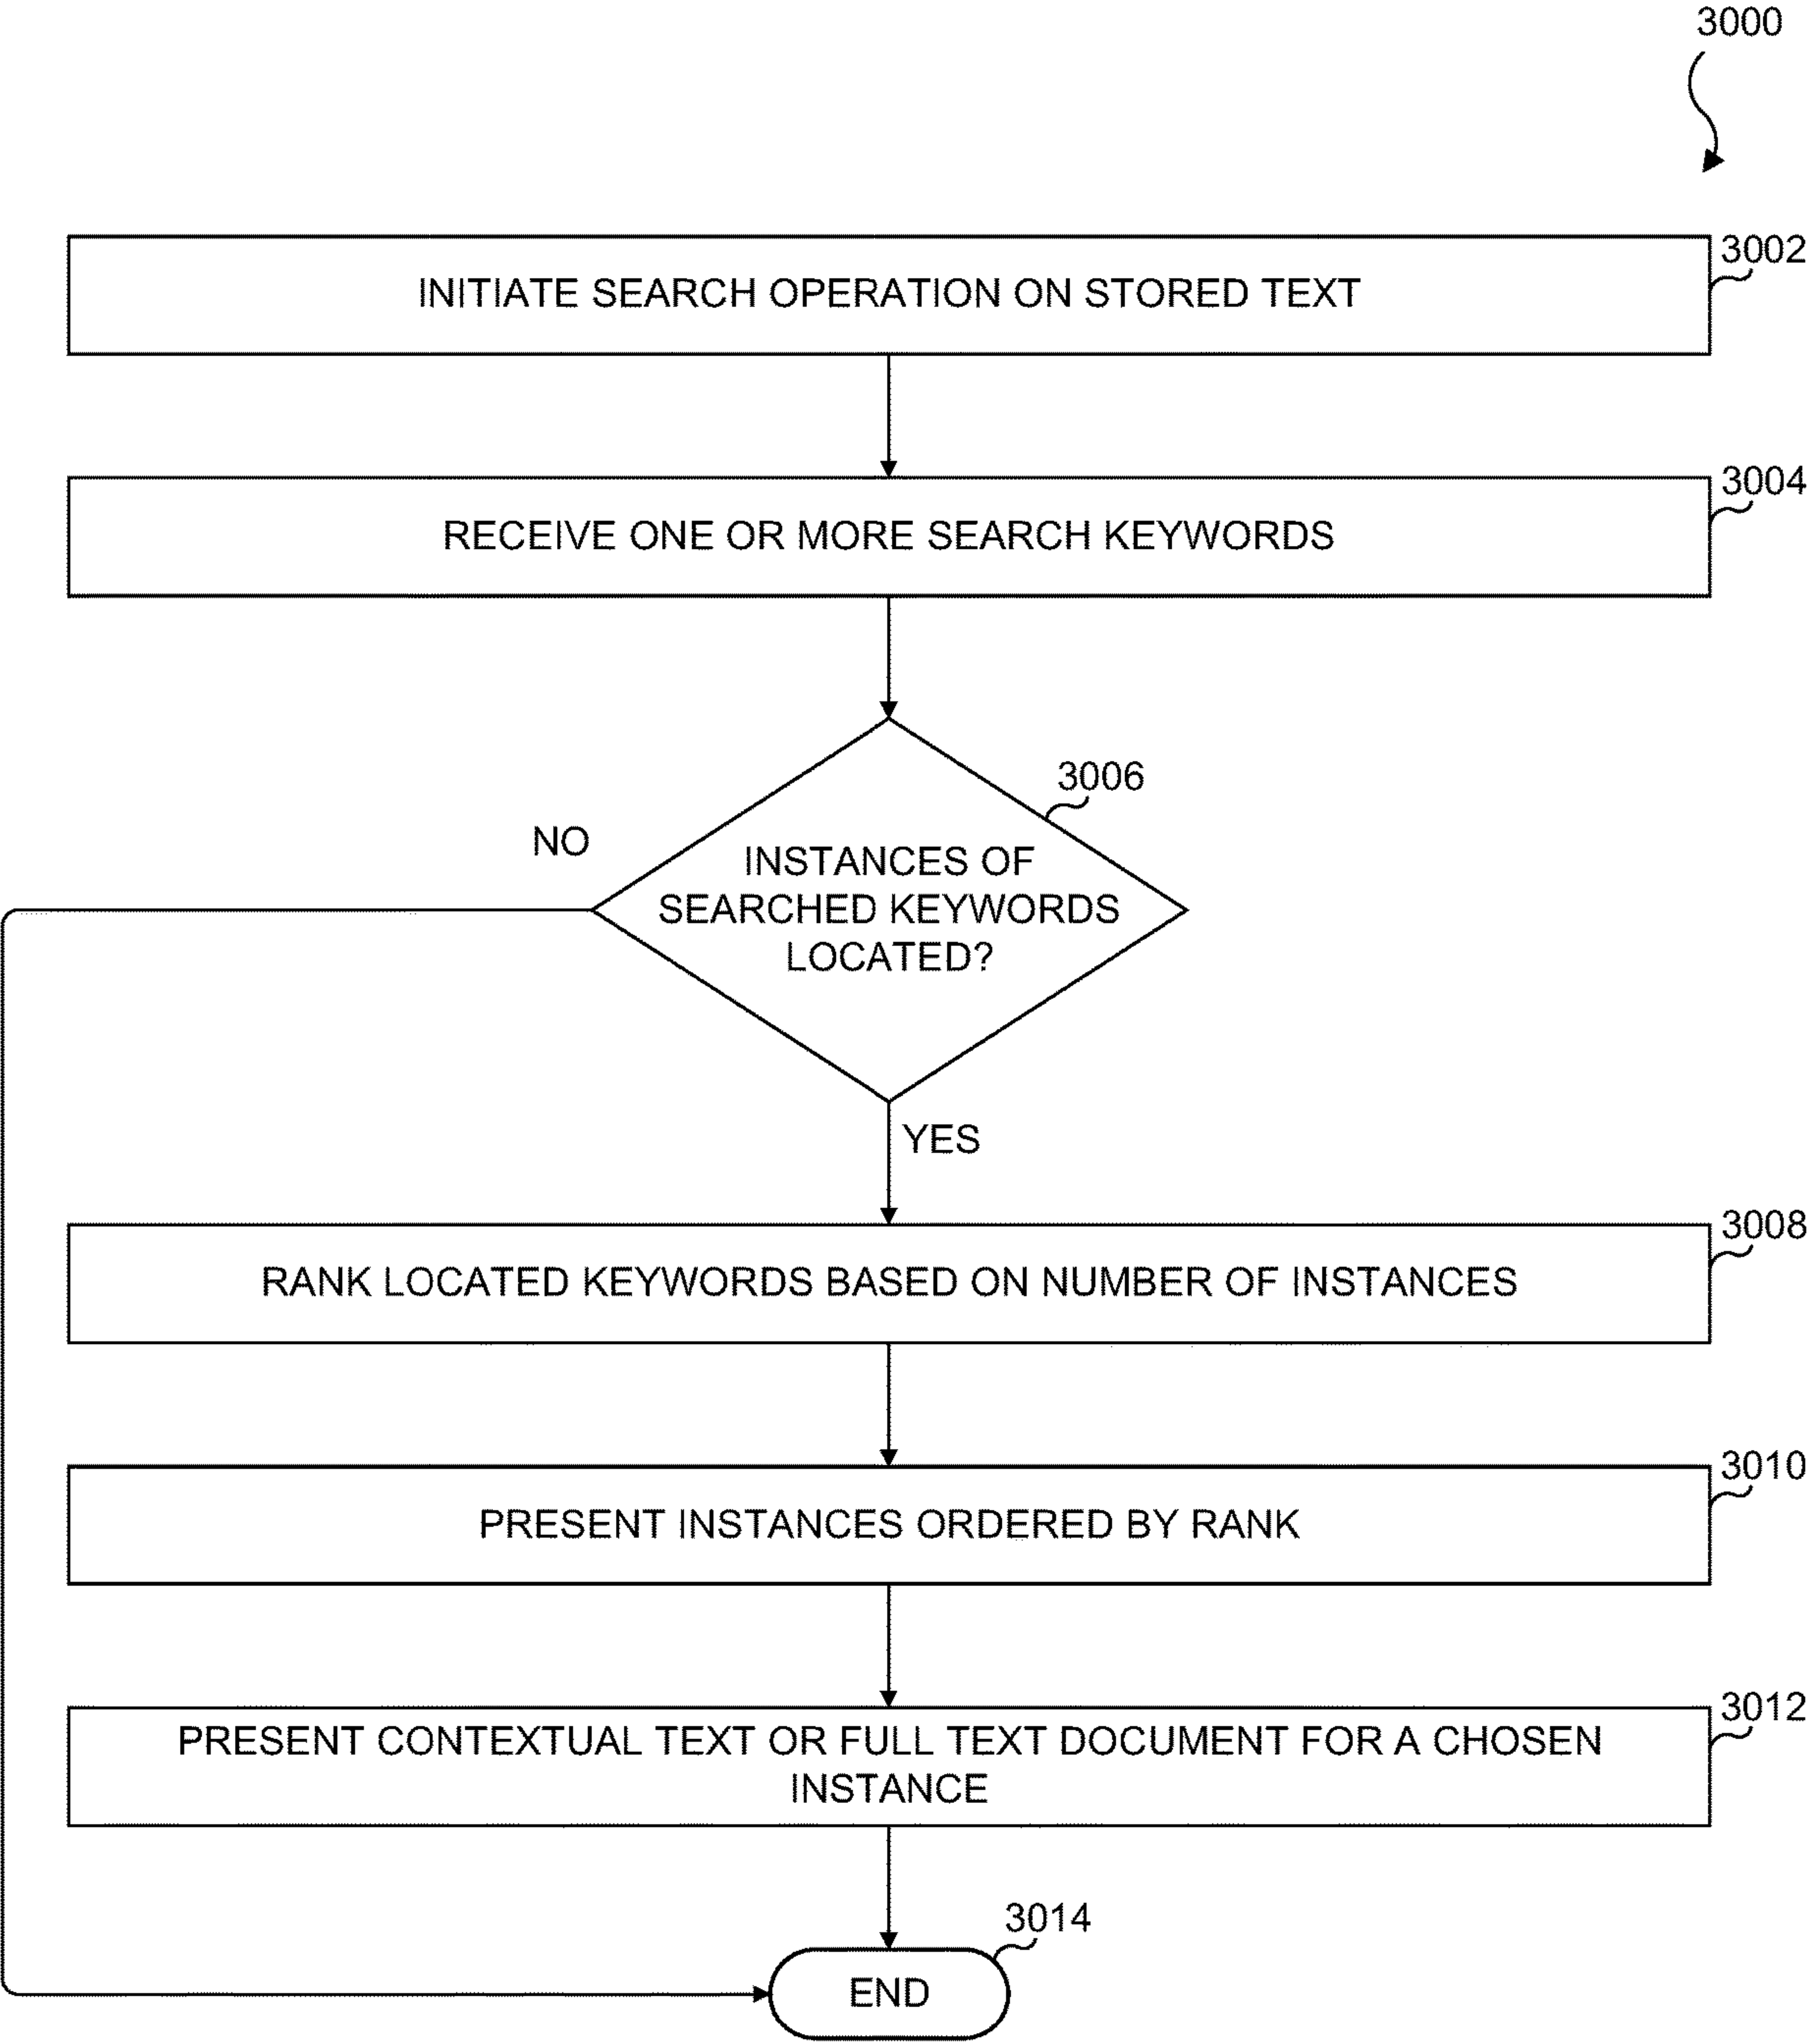 3000
3002
INITIATE SEARCH OPERATION ON STORED TEXT
3004
RECEIVE ONE OR MORE SEARCH KEYWORDS
3006
NO
INSTANCES OF
SEARCHED KEYWORDS
LOCATED?
YES
3008
RANK LOCATED KEYWORDS BASED ON NUMBER OF INSTANCES
3010
PRESENT INSTANCES ORDERED BY RANK
3012
PRESENT CONTEXTUAL TEXT OR FULL TEXT DOCUMENT FOR A CHOSEN
INSTANCE
3014
END